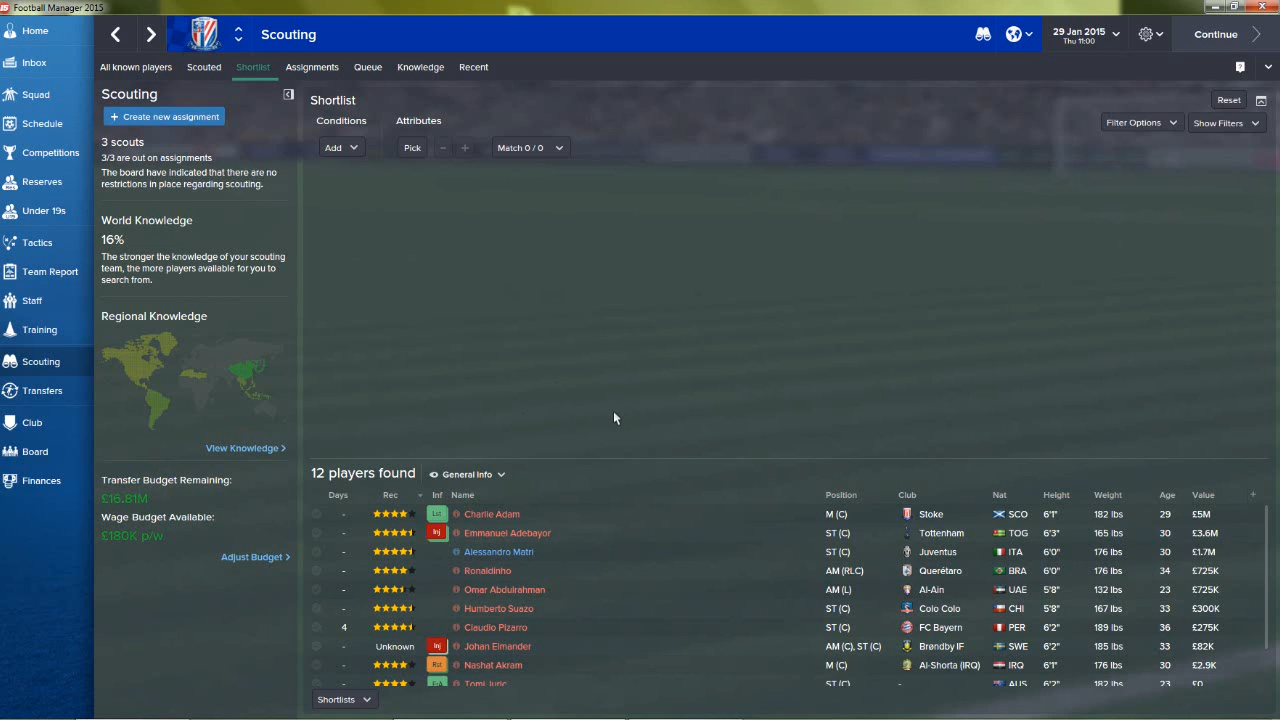 Football Manager 2015
Home
Inbox
Squad
Schedule
Competitions
Reserves
Under 19s
Tactics
Team Report
Staff
Training
Scouting
Transfers
Club
Board
Finances
Scouting
29 Jan 2015
Thu 11:00
Continue
All known players Scouted Shortlist Assignments Queue Knowledge Recent
Scouting
+ Create new assignment
3 scouts
3/3 are out on assignments
The board have indicated that there are no
restrictions in place regarding scouting.
World Knowledge
16%
The stronger the knowledge of your scouting
team, the more players available for you to
search from.
Regional Knowledge
View Knowledge >
Transfer Budget Remaining:
£16.81M
Wage Budget Available:
£180K p/w
Adjust Budget >
Shortlist
Reset
Conditions Attributes
Filter Options Show Filters
Add Pick - + Match 0 / 0
12 players found General Info
Days Rec Inf Name Position Club Nat Height Weight Age Value +
- Lst Charlie Adam M (C) Stoke SCO 6'1" 182 lbs 29 £5M
- Inj Emmanuel Adebayor ST (C) Tottenham TOG 6'3" 165 lbs 30 £3.6M
- Alessandro Matri ST (C) Juventus ITA 6'0" 176 lbs 30 £1.7M
- Ronaldinho AM (RLC) Querétaro BRA 6'0" 176 lbs 34 £725K
- Omar Abdulrahman AM (L) Al-Ain UAE 5'8" 132 lbs 23 £725K
- Humberto Suazo ST (C) Colo Colo CHI 5'8" 167 lbs 33 £300K
4 Claudio Pizarro ST (C) FC Bayern PER 6'2" 189 lbs 36 £275K
- Unknown Inj Johan Elmander AM (C), ST (C) Brøndby IF SWE 6'2" 185 lbs 33 £82K
- Rst Nashat Akram M (C) Al-Shorta (IRQ) IRQ 6'1" 176 lbs 30 £2.9K
- Tomi Juric ST (C) - AUS 6'2" 182 lbs 23 £0
Shortlists